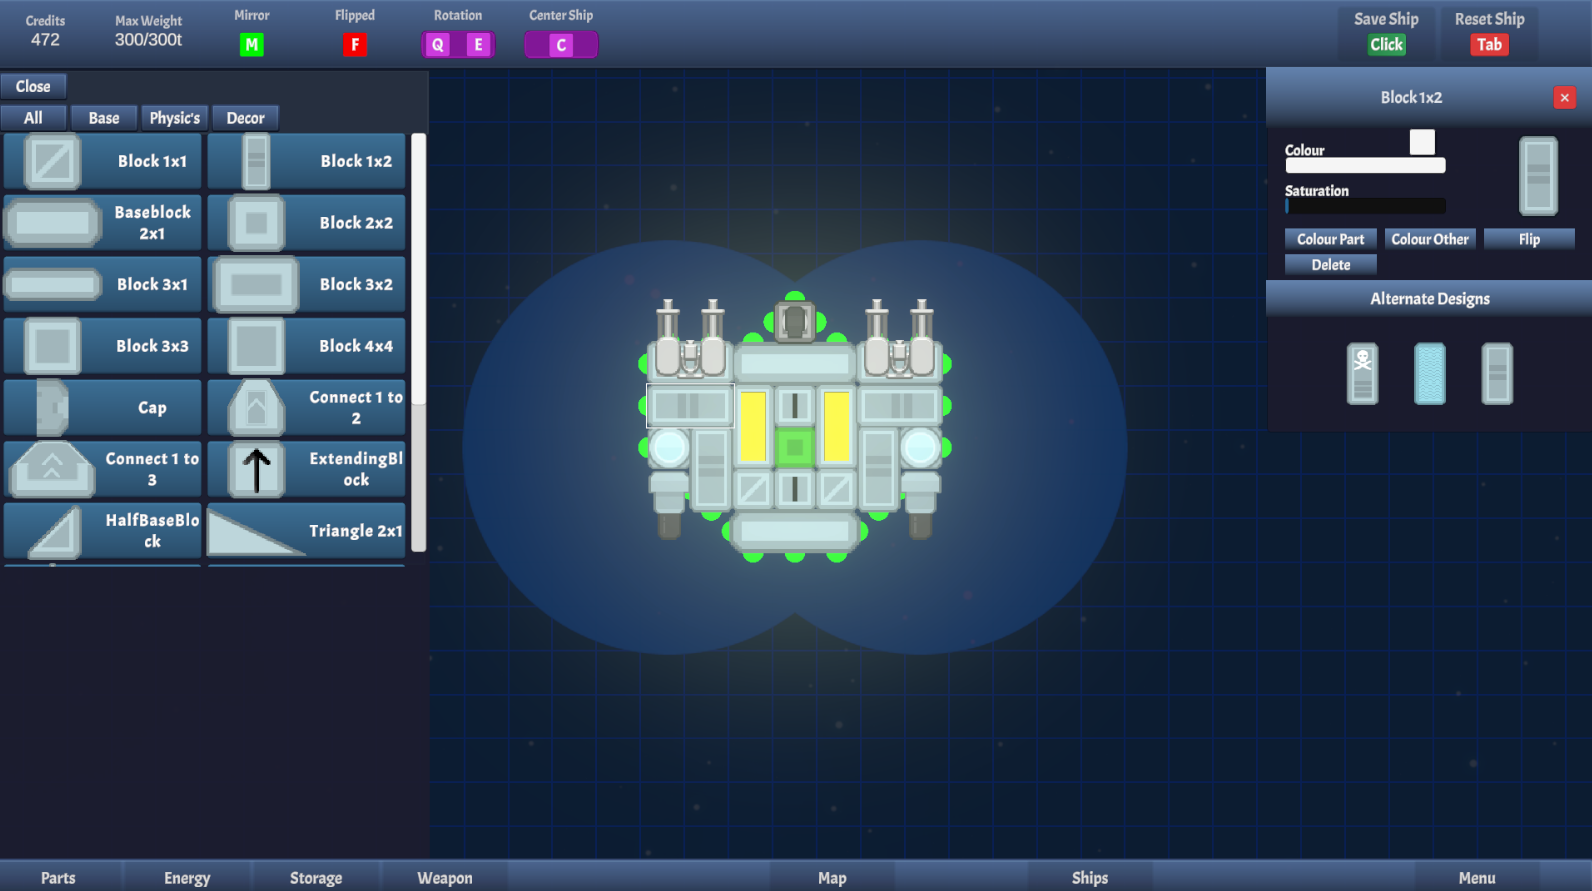 Credits
472
Max Weight
300/300t
Mirror
M
Flipped
F
Rotation
Q E
Center Ship
C
Save Ship
Click
Reset Ship
Tab
Close
All Base Physic's Decor
Block 1x1
Block 1x2
Baseblock
2x1
Block 2x2
Block 3x1
Block 3x2
Block 3x3
Block 4x4
Cap
Connect 1 to
2
Connect 1 to
3
ExtendingBl
ock
HalfBaseBlo
ck
Triangle 2x1
Block 1x2
Colour
Saturation
Colour Part Colour Other Flip
Delete
Alternate Designs
Parts Energy Storage Weapon Map Ships Menu